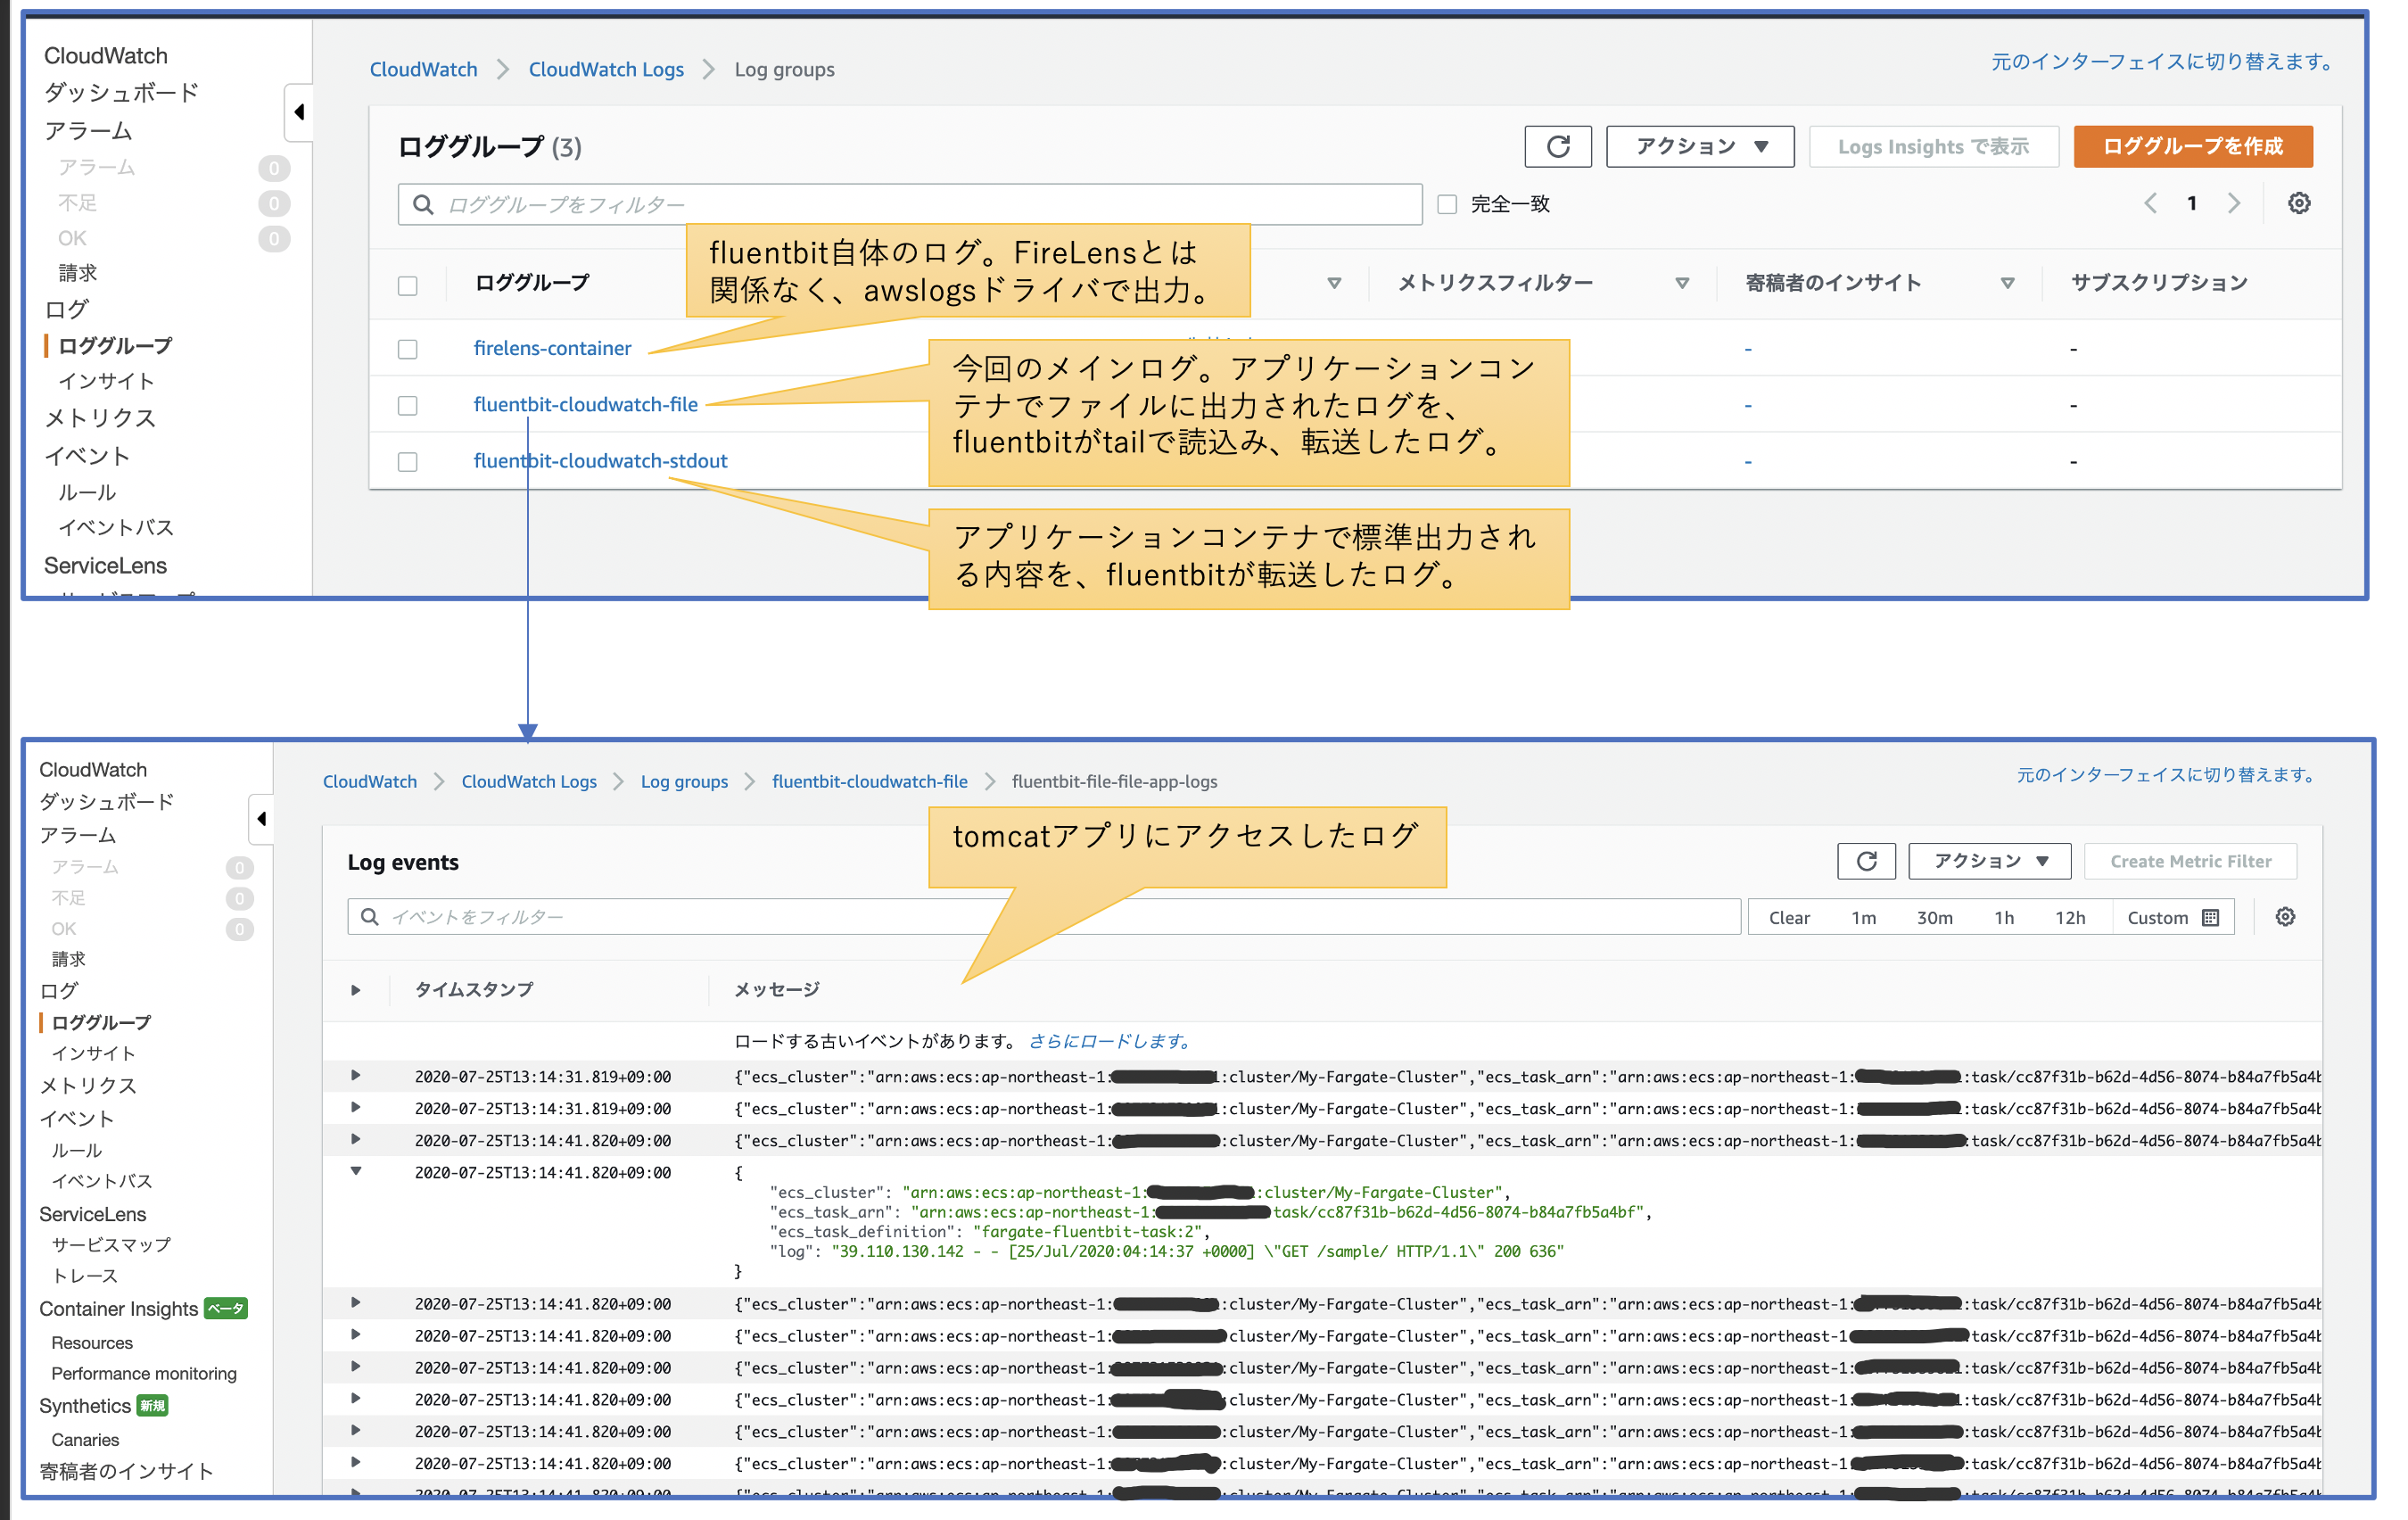 CloudWatch
ダッシュボード
アラーム
アラーム 0
不足 0
OK 0
請求
ログ
ロググループ
インサイト
メトリクス
イベント
ルール
イベントバス
ServiceLens
CloudWatch > CloudWatch Logs > Log groups
元のインターフェイスに切り替えます。
ロググループ (3)
アクション ▼
Logs Insights で表示
ロググループを作成
ロググループをフィルター
完全一致
1
ロググループ
メトリクスフィルター
寄稿者のインサイト
サブスクリプション
fluentbit自体のログ。FireLensとは
関係なく、awslogsドライバで出力。
firelens-container
- -
今回のメインログ。アプリケーションコン
テナでファイルに出力されたログを、
fluentbitがtailで読込み、転送したログ。
fluentbit-cloudwatch-file
- -
fluentbit-cloudwatch-stdout
- -
アプリケーションコンテナで標準出力され
る内容を、fluentbitが転送したログ。
CloudWatch
ダッシュボード
アラーム
アラーム 0
不足 0
OK 0
請求
ログ
ロググループ
インサイト
メトリクス
イベント
ルール
イベントバス
ServiceLens
サービスマップ
トレース
Container Insights ベータ
Resources
Performance monitoring
Synthetics 新規
Canaries
寄稿者のインサイト
CloudWatch > CloudWatch Logs > Log groups > fluentbit-cloudwatch-file > fluentbit-file-file-app-logs
元のインターフェイスに切り替えます。
tomcatアプリにアクセスしたログ
Log events
アクション ▼
Create Metric Filter
イベントをフィルター
Clear 1m 30m 1h 12h Custom
タイムスタンプ メッセージ
ロードする古いイベントがあります。 さらにロードします。
2020-07-25T13:14:31.819+09:00 {"ecs_cluster":"arn:aws:ecs:ap-northeast-1: :cluster/My-Fargate-Cluster","ecs_task_arn":"arn:aws:ecs:ap-northeast-1: :task/cc87f31b-b62d-4d56-8074-b84a7fb5a4b
2020-07-25T13:14:31.819+09:00 {"ecs_cluster":"arn:aws:ecs:ap-northeast-1: :cluster/My-Fargate-Cluster","ecs_task_arn":"arn:aws:ecs:ap-northeast-1: :task/cc87f31b-b62d-4d56-8074-b84a7fb5a4b
2020-07-25T13:14:41.820+09:00 {"ecs_cluster":"arn:aws:ecs:ap-northeast-1: :cluster/My-Fargate-Cluster","ecs_task_arn":"arn:aws:ecs:ap-northeast-1: :task/cc87f31b-b62d-4d56-8074-b84a7fb5a4b
2020-07-25T13:14:41.820+09:00 {
"ecs_cluster": "arn:aws:ecs:ap-northeast-1: :cluster/My-Fargate-Cluster",
"ecs_task_arn": "arn:aws:ecs:ap-northeast-1: task/cc87f31b-b62d-4d56-8074-b84a7fb5a4bf",
"ecs_task_definition": "fargate-fluentbit-task:2",
"log": "39.110.130.142 - - [25/Jul/2020:04:14:37 +0000] \"GET /sample/ HTTP/1.1\" 200 636"
}
2020-07-25T13:14:41.820+09:00 {"ecs_cluster":"arn:aws:ecs:ap-northeast-1: :cluster/My-Fargate-Cluster","ecs_task_arn":"arn:aws:ecs:ap-northeast-1: :task/cc87f31b-b62d-4d56-8074-b84a7fb5a4b
2020-07-25T13:14:41.820+09:00 {"ecs_cluster":"arn:aws:ecs:ap-northeast-1: cluster/My-Fargate-Cluster","ecs_task_arn":"arn:aws:ecs:ap-northeast-1 task/cc87f31b-b62d-4d56-8074-b84a7fb5a4b
2020-07-25T13:14:41.820+09:00 {"ecs_cluster":"arn:aws:ecs:ap-northeast-1: :cluster/My-Fargate-Cluster","ecs_task_arn":"arn:aws:ecs:ap-northeast-1: :task/cc87f31b-b62d-4d56-8074-b84a7fb5a4b
2020-07-25T13:14:41.820+09:00 {"ecs_cluster":"arn:aws:ecs:ap-northeast-1: cluster/My-Fargate-Cluster","ecs_task_arn":"arn:aws:ecs:ap-northeast-1: :task/cc87f31b-b62d-4d56-8074-b84a7fb5a4b
2020-07-25T13:14:41.820+09:00 {"ecs_cluster":"arn:aws:ecs:ap-northeast-1: :cluster/My-Fargate-Cluster","ecs_task_arn":"arn:aws:ecs:ap-northeast-1: :task/cc87f31b-b62d-4d56-8074-b84a7fb5a4b
2020-07-25T13:14:41.820+09:00 {"ecs_cluster":"arn:aws:ecs:ap-northeast-1: :cluster/My-Fargate-Cluster","ecs_task_arn":"arn:aws:ecs:ap-northeast-1 :task/cc87f31b-b62d-4d56-8074-b84a7fb5a4b